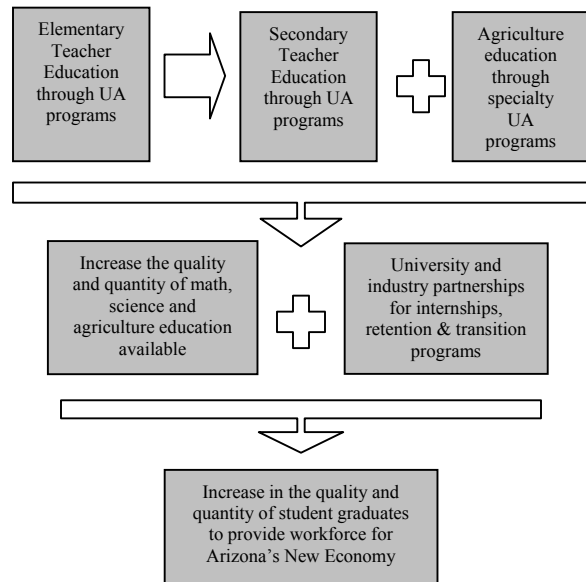 Elementary
Teacher
Education
through UA
programs
Secondary
Teacher
Education
through UA
programs
Agriculture
education
through
specialty
UA
programs
Increase the quality
and quantity of math,
science and
agriculture education
available
University and
industry partnerships
for internships,
retention & transition
programs
Increase in the quality and
quantity of student graduates
to provide workforce for
Arizona's New Economy